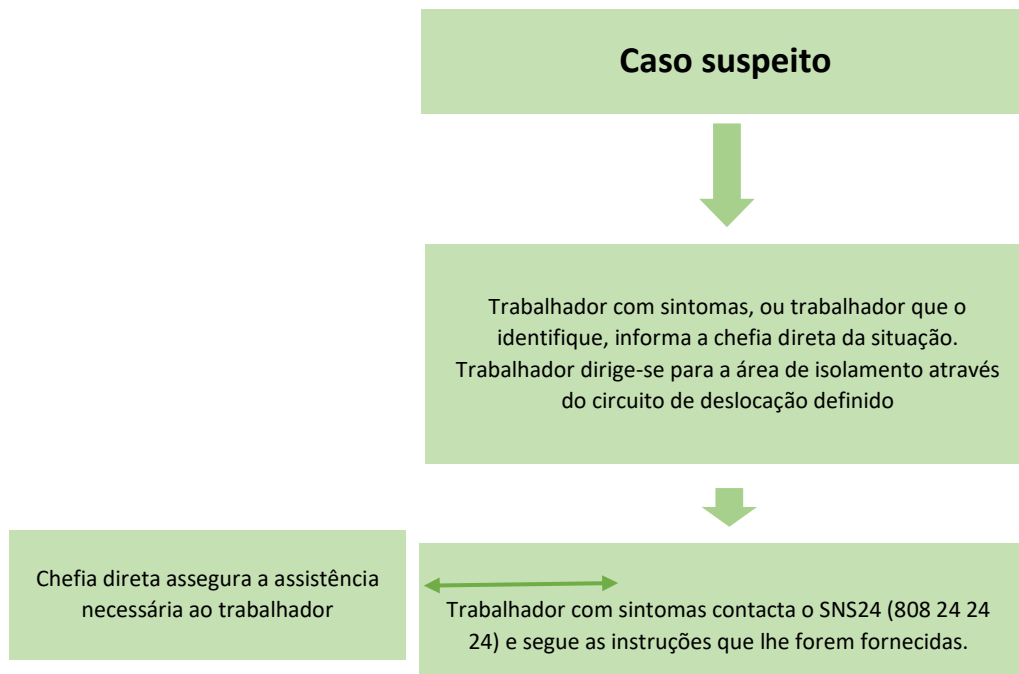 Caso suspeito
Trabalhador com sintomas, ou trabalhador que o
identifique, informa a chefia direta da situação.
Trabalhador dirige-se para a área de isolamento através
do circuito de deslocação definido
Chefia direta assegura a assistência
necessária ao trabalhador
Trabalhador com sintomas contacta o SNS24 (808 24 24
24) e segue as instruções que lhe forem fornecidas.